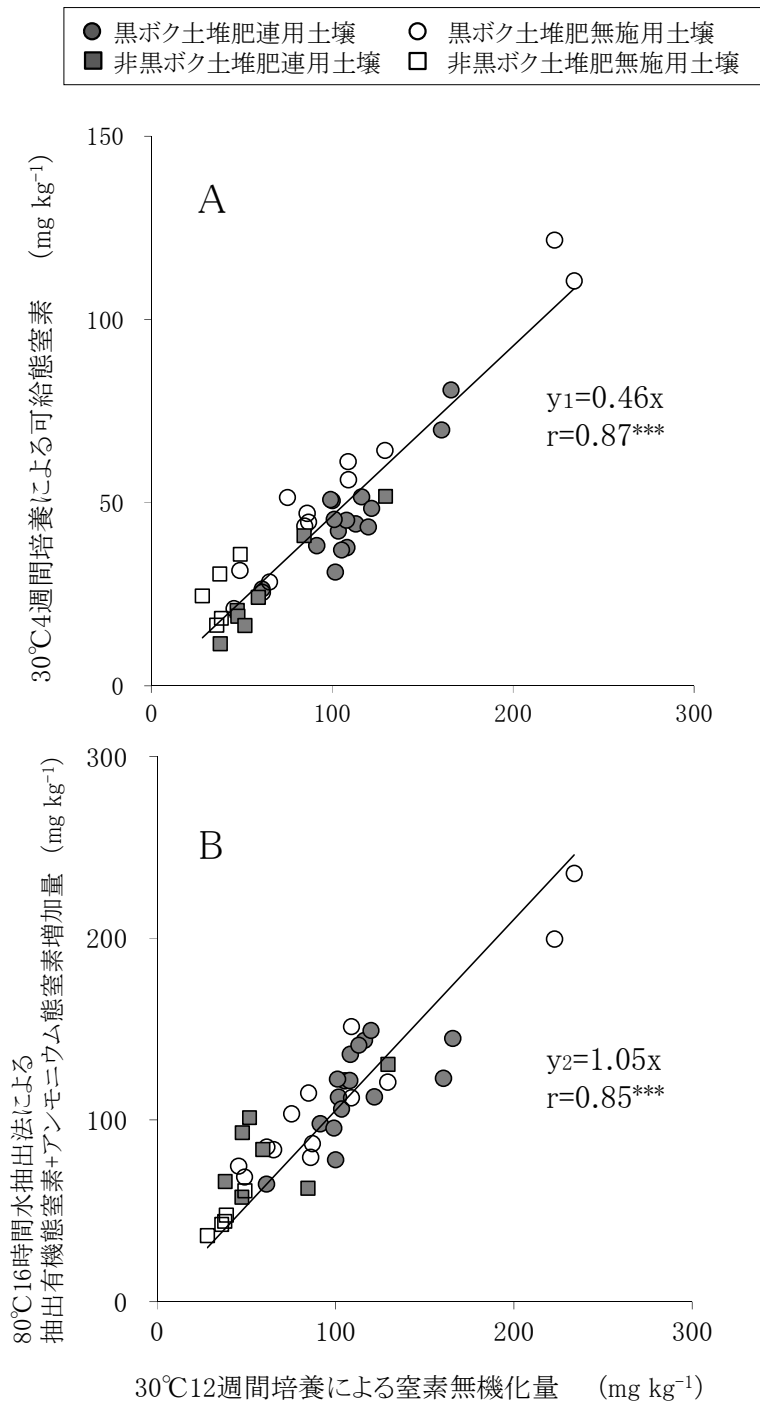 黒ボク土堆肥連用土壌 黒ボク土堆肥無施用土壌
非黒ボク土堆肥連用土壌 非黒ボク土堆肥無施用土壌
30℃4週間培養による可給態窒素 (mg kg⁻¹)
150
100
50
0
A
y1=0.46x
r=0.87***
0 100 200 300
80℃16時間水抽出法による
抽出有機態窒素+アンモニウム態窒素増加量 (mg kg⁻¹)
300
200
100
0
B
y2=1.05x
r=0.85***
0 100 200 300
30℃12週間培養による窒素無機化量 (mg kg⁻¹)